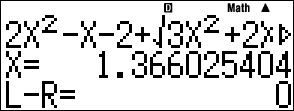 D Math ▲
2X²-X-2+√3X²+2X▷
X= 1.366025404
L-R= 0